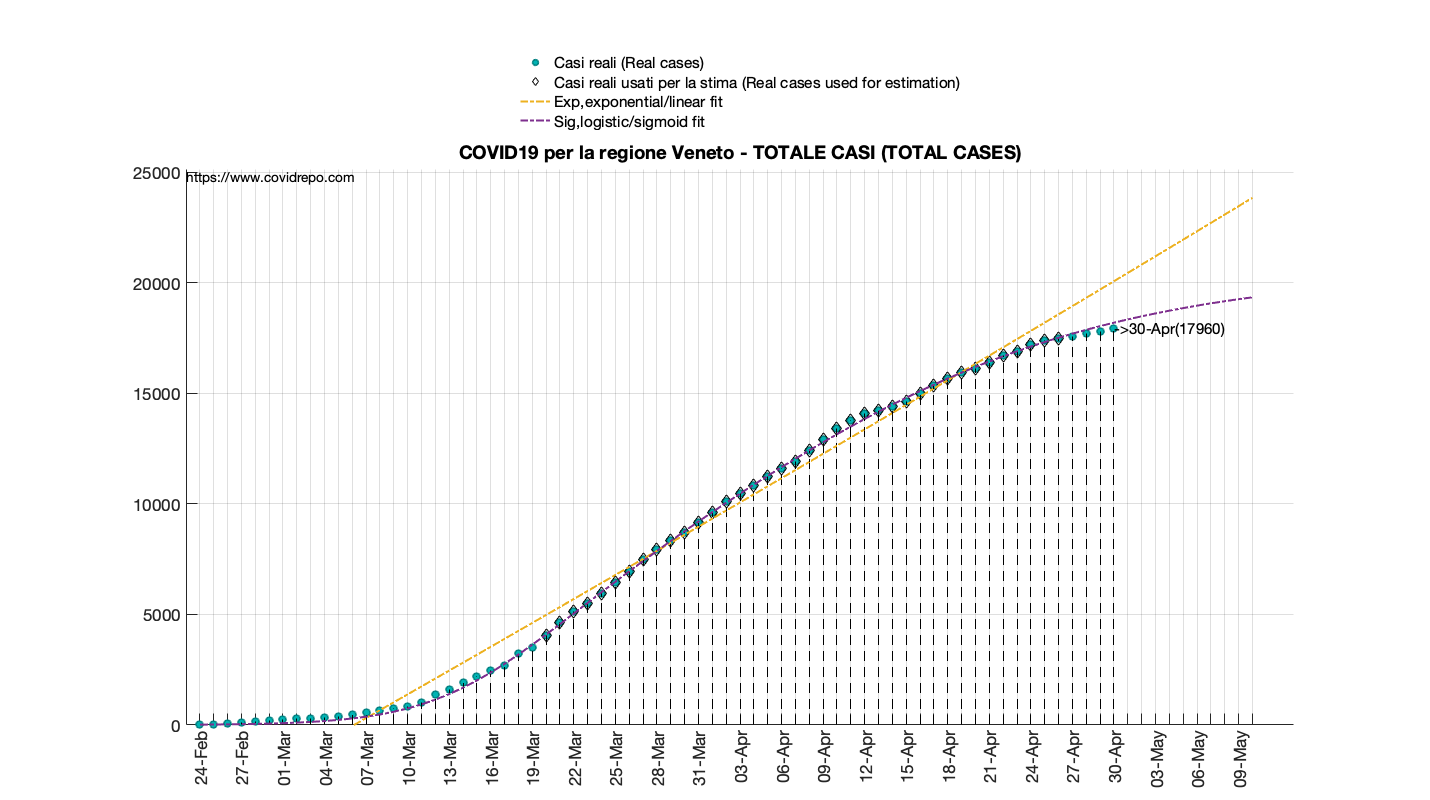 Casi reali (Real cases)
Casi reali usati per la stima (Real cases used for estimation)
Exp,exponential/linear fit
Sig,logistic/sigmoid fit
COVID19 per la regione Veneto - TOTALE CASI (TOTAL CASES)
https://www.covidrepo.com
25000
20000
15000
10000
5000
0
>30-Apr(17960)
24-Feb
27-Feb
01-Mar
04-Mar
07-Mar
10-Mar
13-Mar
16-Mar
19-Mar
22-Mar
25-Mar
28-Mar
31-Mar
03-Apr
06-Apr
09-Apr
12-Apr
15-Apr
18-Apr
21-Apr
24-Apr
27-Apr
30-Apr
03-May
06-May
09-May